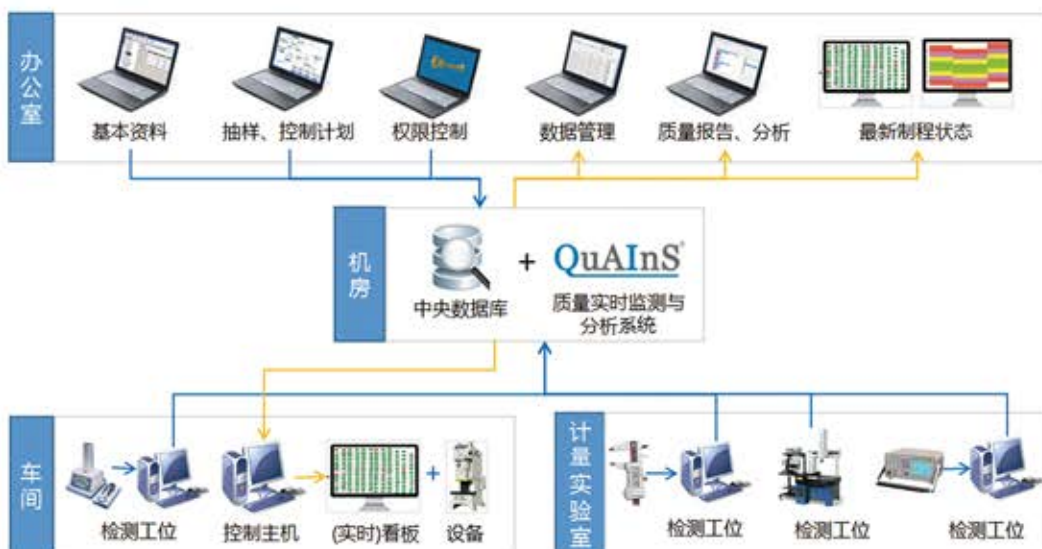 办公室
基本资料
抽样、控制计划
权限控制
数据管理
质量报告、分析
最新制程状态
机房
中央数据库
+
QuAInS®
质量实时监测与
分析系统
车间
检测工位
控制主机
(实时)看板
+
设备
计量实验室
检测工位
检测工位
检测工位